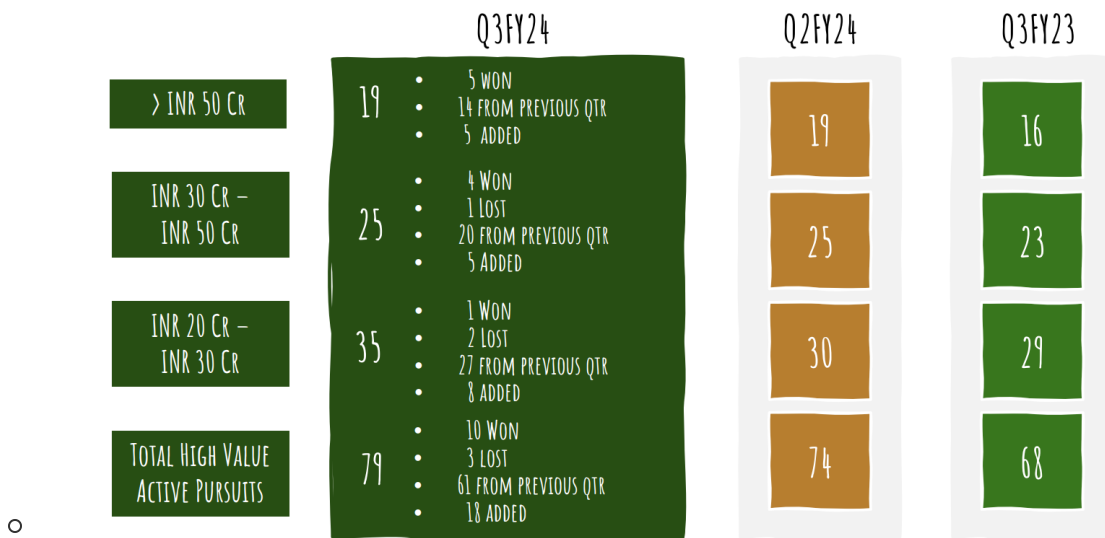 Q3FY24
Q2FY24
Q3FY23
> INR 50 Cr
19
• 5 won
• 14 from previous qtr
• 5 added
19
16
INR 30 Cr –
INR 50 Cr
25
• 4 Won
• 1 Lost
• 20 from previous qtr
• 5 Added
25
23
INR 20 Cr –
INR 30 Cr
35
• 1 Won
• 2 Lost
• 27 from previous qtr
• 8 added
30
29
Total High Value
Active Pursuits
79
• 10 Won
• 3 lost
• 61 from previous qtr
• 18 added
74
68